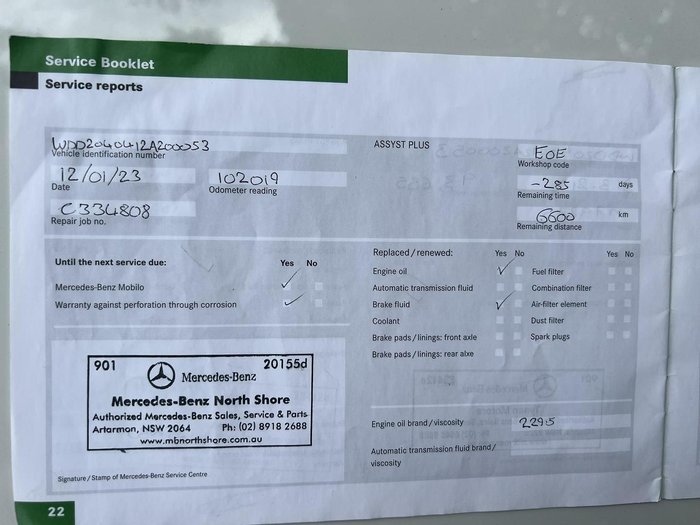 Service Booklet
Service reports
WDD2040412A200053
Vehicle identification number
12/01/23 102019
Date Odometer reading
C334808
Repair job no.
ASSYST PLUS
EOE
Workshop code
-285 days
Remaining time
6600 km
Remaining distance
Until the next service due: Yes No
Mercedes-Benz Mobilo ✓
Warranty against perforation through corrosion ✓
Replaced / renewed: Yes No Yes No
Engine oil ✓ Fuel filter
Automatic transmission fluid Combination filter
Brake fluid ✓ Air-filter element
Coolant Dust filter
Brake pads / linings: front axle Spark plugs
Brake pads / linings: rear alxe
901 20155d
Mercedes-Benz
Mercedes-Benz North Shore
Authorized Mercedes-Benz Sales, Service & Parts
Artarmon, NSW 2064 Ph: (02) 8918 2688
www.mbnorthshore.com.au
Signature / Stamp of Mercedes-Benz Service Centre
Engine oil brand / viscosity 229.5
Automatic transmission fluid brand /
viscosity
22